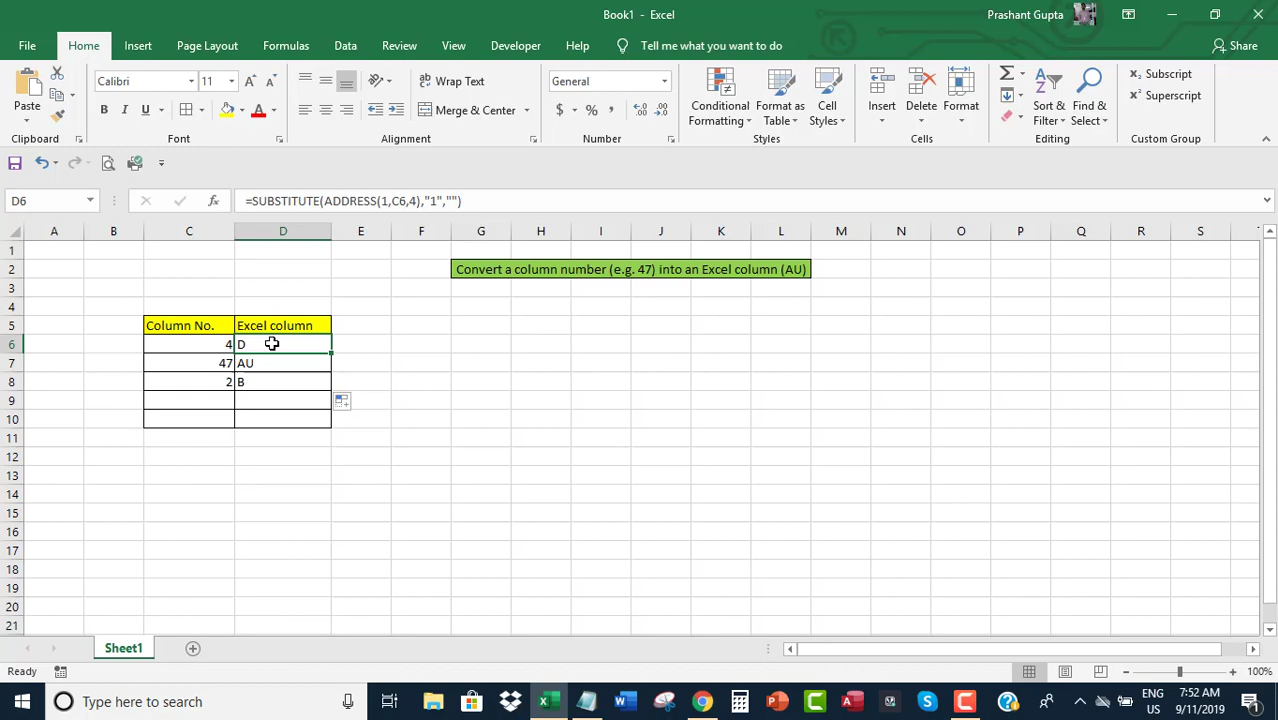 Book1 - Excel
Prashant Gupta
File Home Insert Page Layout Formulas Data Review View Developer Help Tell me what you want to do Share
Paste
Clipboard
Calibri 11
B I U
Font
Wrap Text
Merge & Center
Alignment
General
$ % ,
Number
Conditional Formatting
Format as Table
Cell Styles
Styles
Insert
Delete
Format
Cells
Sort & Filter
Find & Select
Editing
Subscript
Superscript
Custom Group
D6 fx =SUBSTITUTE(ADDRESS(1,C6,4),"1","")
A B C D E F G H I J K L M N O P Q R S
1
2 Convert a column number (e.g. 47) into an Excel column (AU)
3
4
5 Column No. Excel column
6 4 D
7 47 AU
8 2 B
9
10
11
12
13
14
15
16
17
18
19
20
21
Sheet1
Ready 100%
Type here to search
ENG 7:52 AM
US 9/11/2019